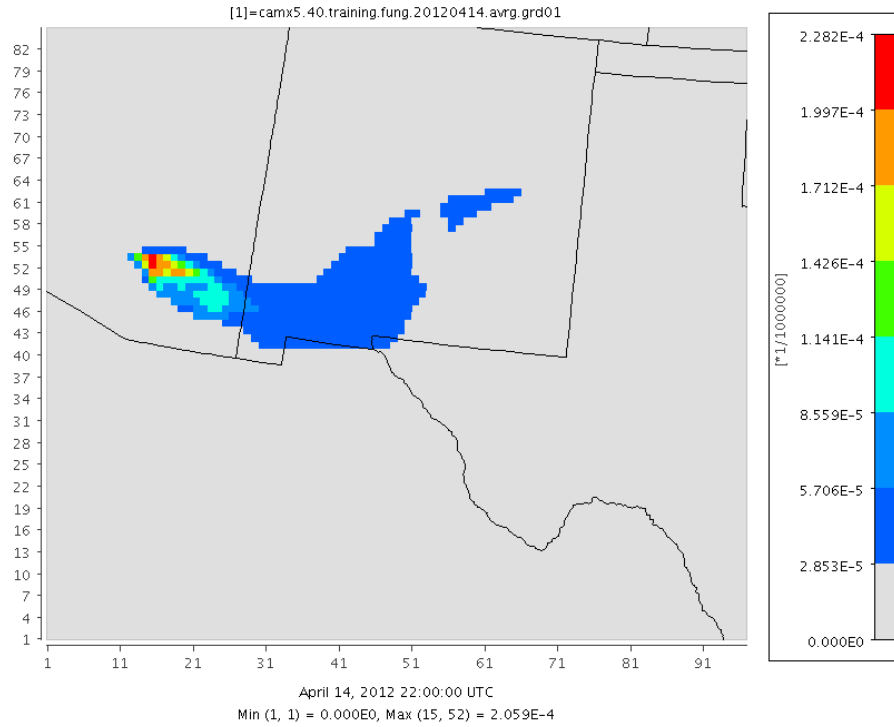 [1]=camx5.40.training.fung.20120414.avrg.grd01
82
79
76
73
70
67
64
61
58
55
52
49
46
43
40
37
34
31
28
25
22
19
16
13
10
7
4
1
1 11 21 31 41 51 61 71 81 91
2.282E-4
1.997E-4
1.712E-4
1.426E-4
1.141E-4
8.559E-5
5.706E-5
2.853E-5
0.000E0
[*1/1000000]
April 14, 2012 22:00:00 UTC
Min (1, 1) = 0.000E0, Max (15, 52) = 2.059E-4